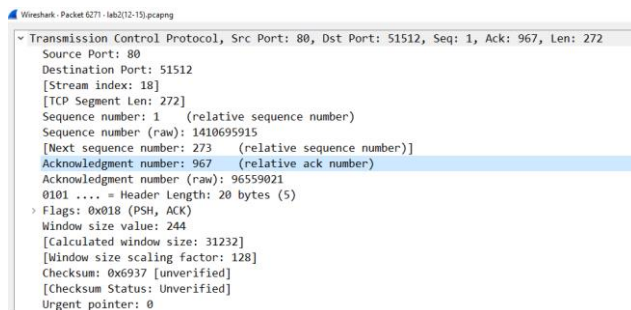 Wireshark · Packet 6271 · lab2(12-15).pcapng
Transmission Control Protocol, Src Port: 80, Dst Port: 51512, Seq: 1, Ack: 967, Len: 272
Source Port: 80
Destination Port: 51512
[Stream index: 18]
[TCP Segment Len: 272]
Sequence number: 1    (relative sequence number)
Sequence number (raw): 1410695915
[Next sequence number: 273    (relative sequence number)]
Acknowledgment number: 967    (relative ack number)
Acknowledgment number (raw): 96559021
0101 .... = Header Length: 20 bytes (5)
Flags: 0x018 (PSH, ACK)
Window size value: 244
[Calculated window size: 31232]
[Window size scaling factor: 128]
Checksum: 0x6937 [unverified]
[Checksum Status: Unverified]
Urgent pointer: 0